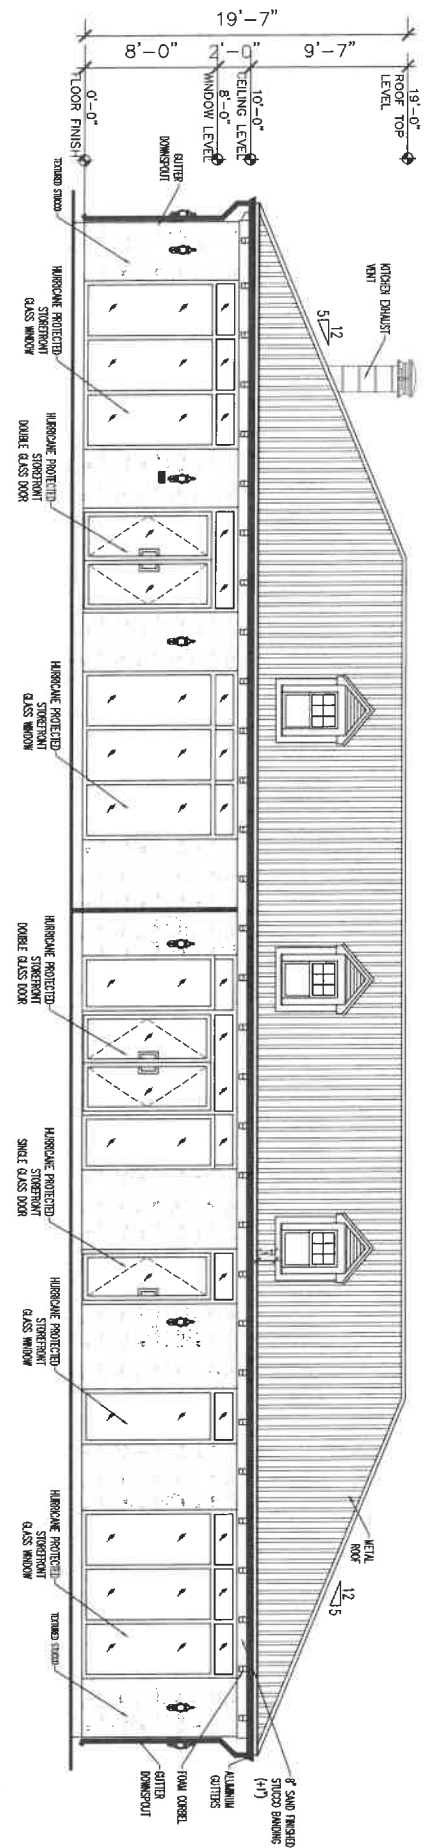 19'-7"
8'-0"
2'-0"
9'-7"
0'-0"
FLOOR FINISH
8'-0"
WINDOW LEVEL
10'-0"
CEILING LEVEL
19'-0"
ROOF TOP
LEVEL
TEXTURED STUCCO
GUTTER
DOWNSPOUT
KITCHEN EXHAUST
VENT
12
5
HURRICANE PROTECTED
STOREFRONT
GLASS WINDOW
HURRICANE PROTECTED
STOREFRONT
DOUBLE GLASS DOOR
HURRICANE PROTECTED
STOREFRONT
GLASS WINDOW
HURRICANE PROTECTED
STOREFRONT
DOUBLE GLASS DOOR
HURRICANE PROTECTED
STOREFRONT
SINGLE GLASS DOOR
HURRICANE PROTECTED
STOREFRONT
GLASS WINDOW
HURRICANE PROTECTED
STOREFRONT
GLASS WINDOW
TEXTURED STUCCO
METAL
ROOF
12
5
8" SAND FINISHED
STUCCO BANDING
(+1")
ALUMINUM
GUTTERS
FOAM CORBEL
GUTTER
DOWNSPOUT